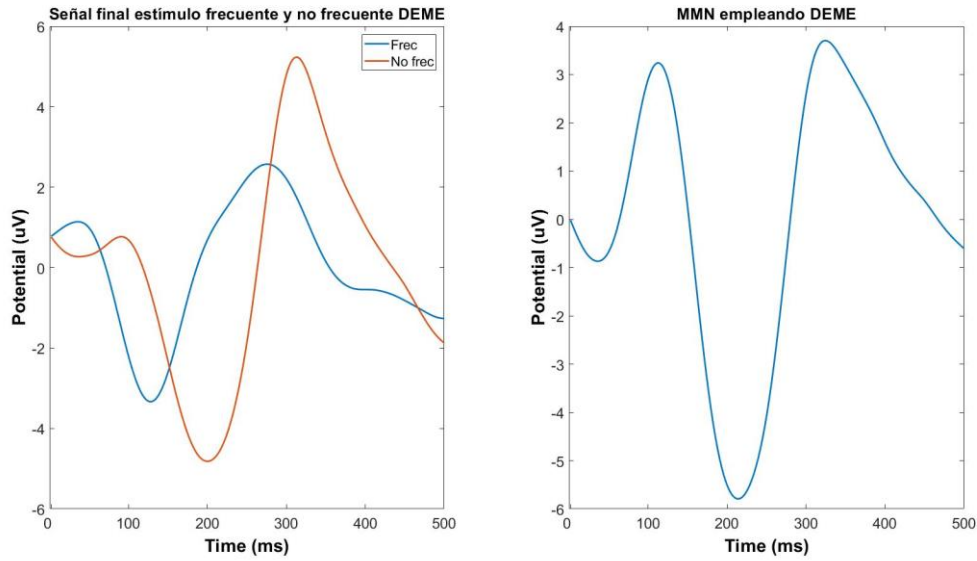 Señal final estímulo frecuente y no frecuente DEME
Frec
No frec
6
4
2
0
-2
-4
-6
Potential (uV)
0 100 200 300 400 500
Time (ms)
MMN empleando DEME
4
3
2
1
0
-1
-2
-3
-4
-5
-6
Potential (uV)
0 100 200 300 400 500
Time (ms)